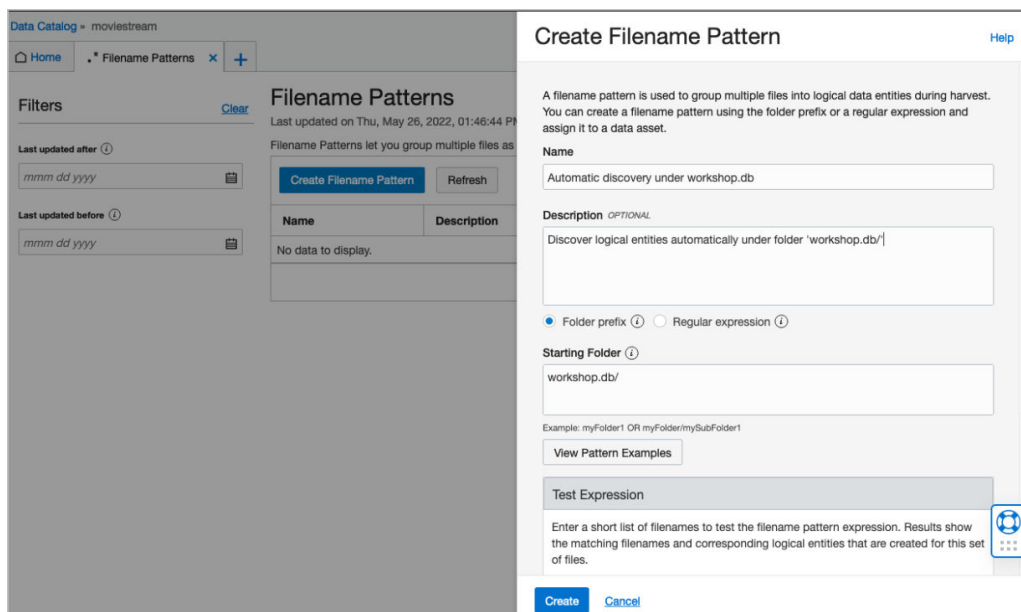 Data Catalog » moviestream
Home
Filename Patterns
Filters
Clear
Last updated after
mmm dd yyyy
Last updated before
mmm dd yyyy
Filename Patterns
Last updated on Thu, May 26, 2022, 01:46:44
Filename Patterns let you group multiple files as
Create Filename Pattern
Refresh
Name
Description
No data to display.
Create Filename Pattern
Help
A filename pattern is used to group multiple files into logical data entities during harvest.
You can create a filename pattern using the folder prefix or a regular expression and
assign it to a data asset.
Name
Automatic discovery under workshop.db
Description OPTIONAL
Discover logical entities automatically under folder 'workshop.db/'
Folder prefix
Regular expression
Starting Folder
workshop.db/
Example: myFolder1 OR myFolder/mySubFolder1
View Pattern Examples
Test Expression
Enter a short list of filenames to test the filename pattern expression. Results show
the matching filenames and corresponding logical entities that are created for this set
of files.
Create
Cancel